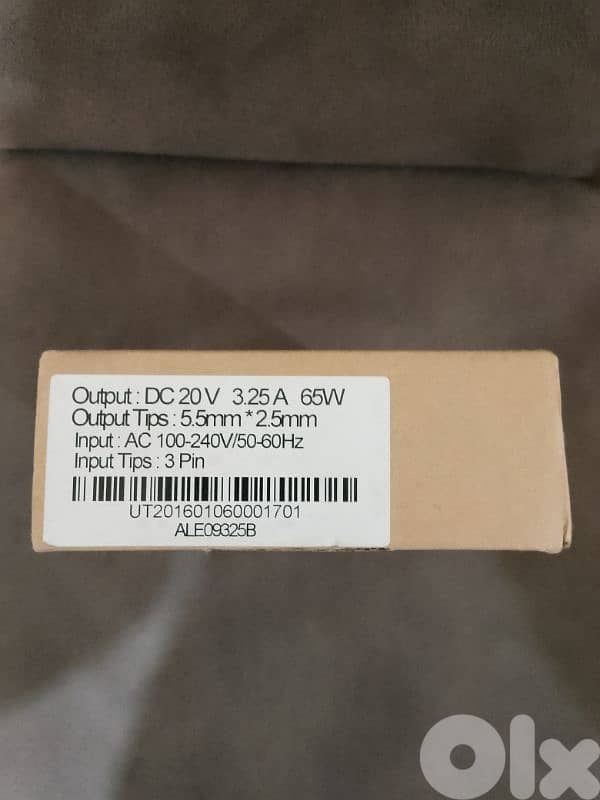 Output : DC 20 V 3.25 A 65W
Output Tips : 5.5mm * 2.5mm
Input : AC 100-240V/50-60Hz
Input Tips : 3 Pin
UT201601060001701
ALE09325B
Olx